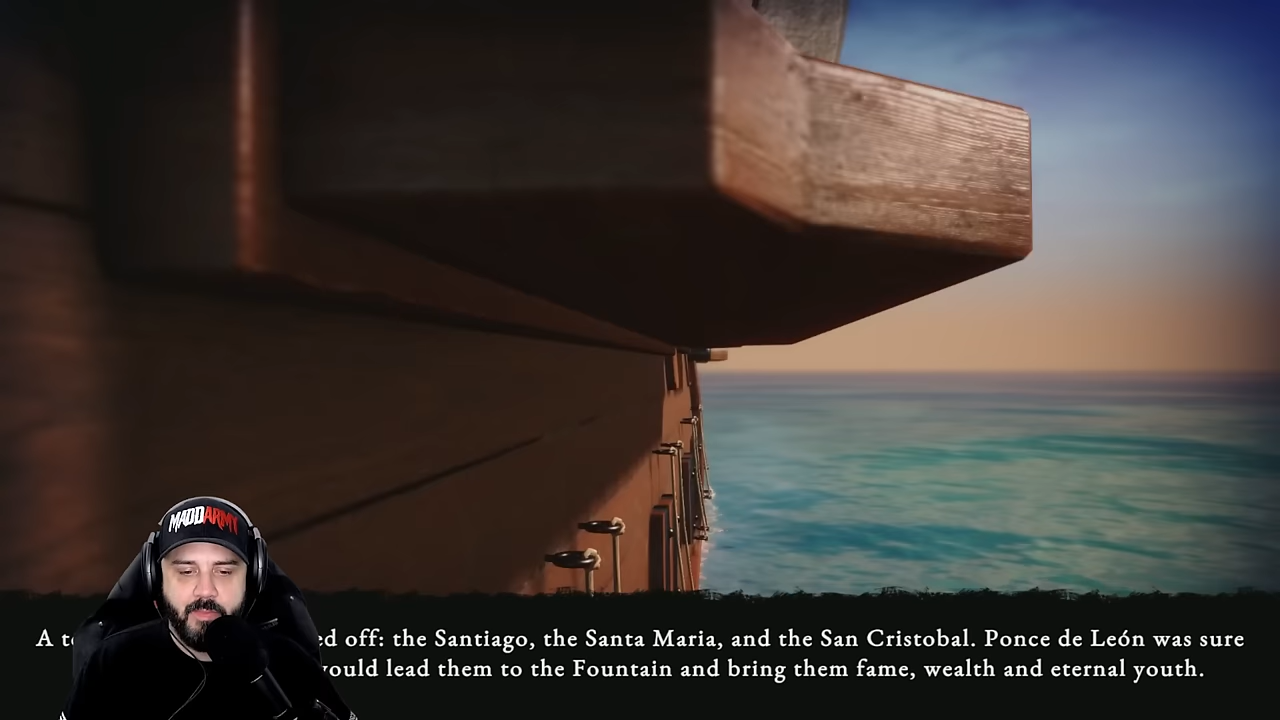 MADDARMY
A to
ed off: the Santiago, the Santa Maria, and the San Cristobal. Ponce de León was sure
would lead them to the Fountain and bring them fame, wealth and eternal youth.